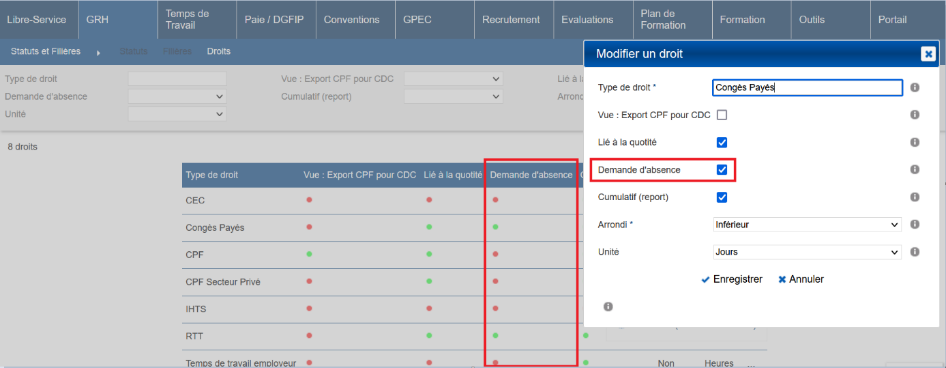 Libre-Service GRH Temps de Travail Paie / DGFIP Conventions GPEC Recrutement Evaluations Plan de Formation Formation Outils Portail
Statuts et Filières Statuts Filières Droits
Type de droit Vue : Export CPF pour CDC Lié à la
Demande d'absence Cumulatif (report) Arrondi
Unité
8 droits
Type de droit Vue : Export CPF pour CDC Lié à la quotité Demande d'absence
CEC
Congés Payés
CPF
CPF Secteur Privé
IHTS
RTT
Temps de travail employeur Non Heures
Modifier un droit
Type de droit * Congés Payés
Vue : Export CPF pour CDC
Lié à la quotité
Demande d'absence
Cumulatif (report)
Arrondi * Inférieur
Unité Jours
Enregistrer Annuler